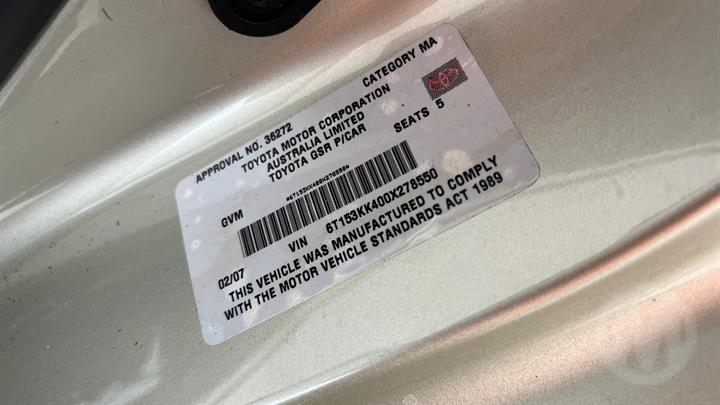 APPROVAL NO. 36272 CATEGORY MA
TOYOTA MOTOR CORPORATION
AUSTRALIA LIMITED
TOYOTA GSR P/CAR SEATS 5
GVM
*6T153KK400X278550*
VIN 6T153KK400X278550
02/07
THIS VEHICLE WAS MANUFACTURED TO COMPLY
WITH THE MOTOR VEHICLE STANDARDS ACT 1989